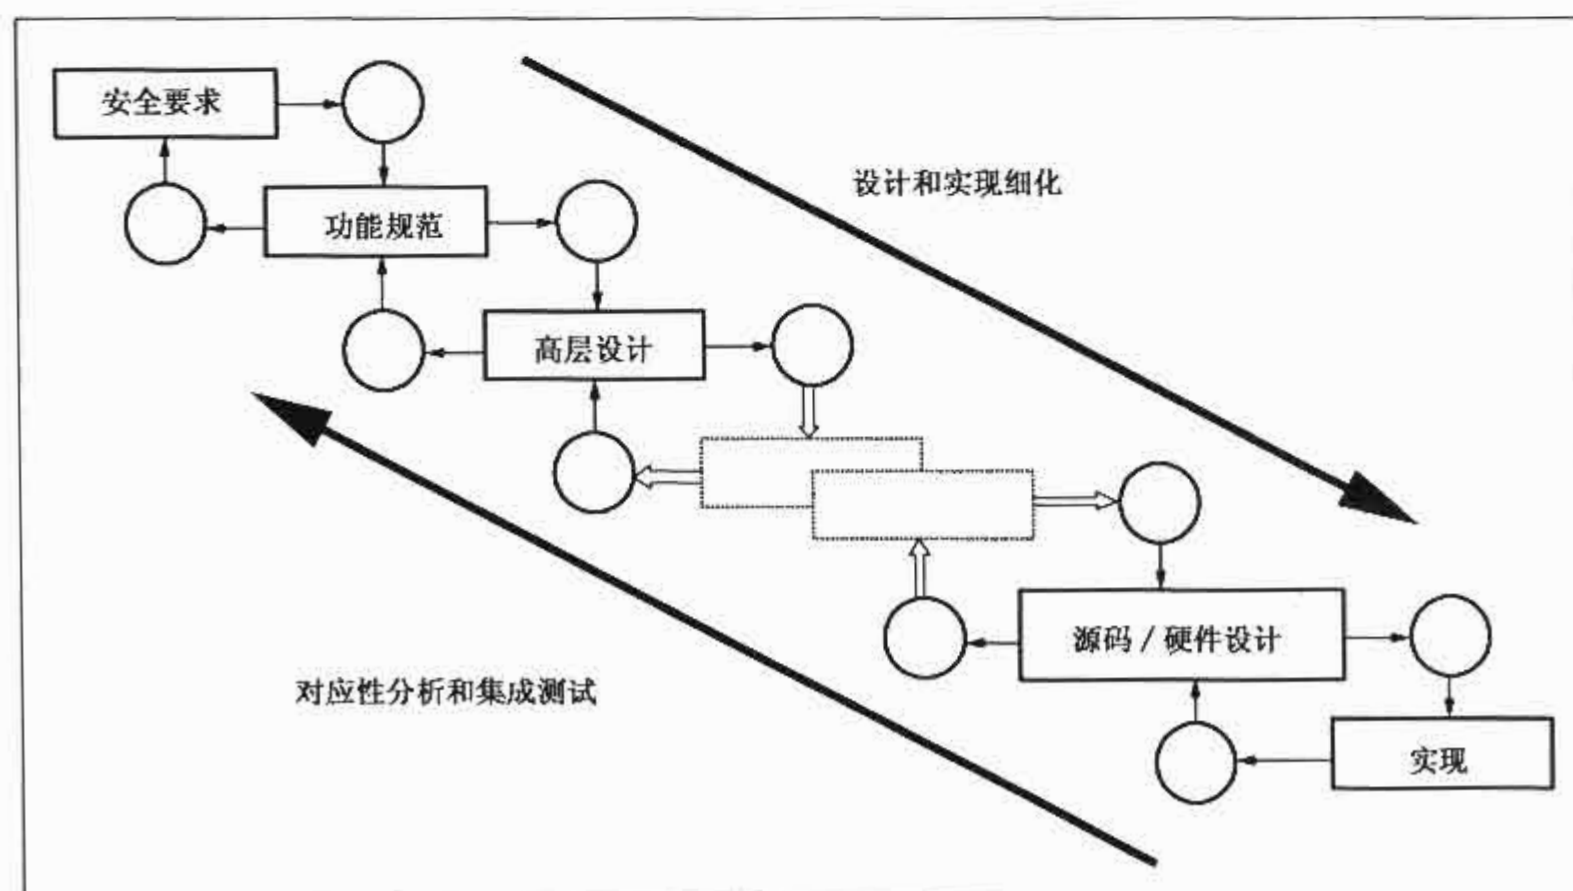 安全要求
设计和实现细化
功能规范
高层设计
源码/硬件设计
对应性分析和集成测试
实现